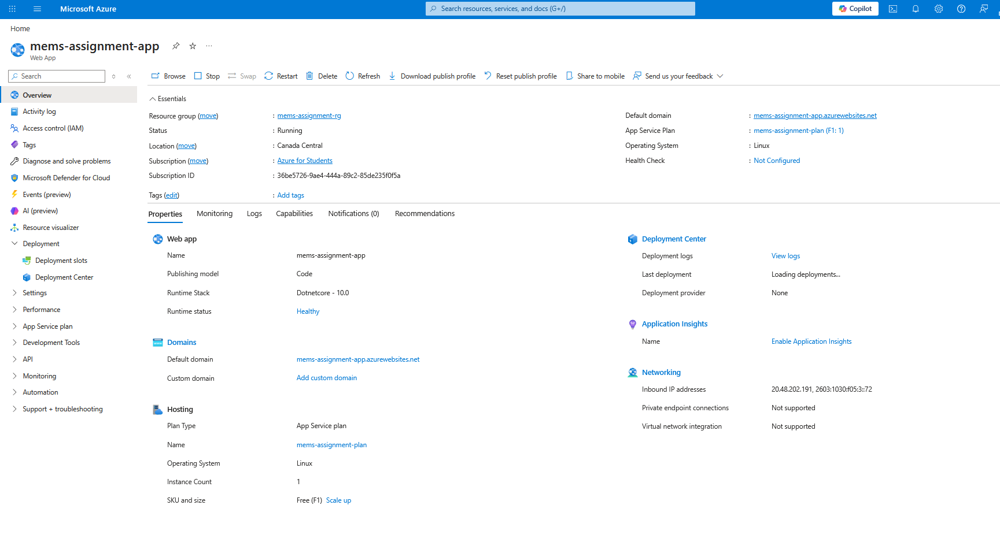 Microsoft Azure
Search resources, services, and docs (G+/)
Copilot
Home
mems-assignment-app
Web App
Search
Browse
Stop
Swap
Restart
Delete
Refresh
Download publish profile
Reset publish profile
Share to mobile
Send us your feedback
Overview
Activity log
Access control (IAM)
Tags
Diagnose and solve problems
Microsoft Defender for Cloud
Events (preview)
AI (preview)
Resource visualizer
Deployment
Deployment slots
Deployment Center
Settings
Performance
App Service plan
Development Tools
API
Monitoring
Automation
Support + troubleshooting
Essentials
Resource group (move) : mems-assignment-rg
Status : Running
Location (move) : Canada Central
Subscription (move) : Azure for Students
Subscription ID : 36be5726-9ae4-444a-89c2-85de235f0f5a
Tags (edit) : Add tags
Default domain : mems-assignment-app.azurewebsites.net
App Service Plan : mems-assignment-plan (F1: 1)
Operating System : Linux
Health Check : Not Configured
Properties
Monitoring
Logs
Capabilities
Notifications (0)
Recommendations
Web app
Name mems-assignment-app
Publishing model Code
Runtime Stack Dotnetcore - 10.0
Runtime status Healthy
Domains
Default domain mems-assignment-app.azurewebsites.net
Custom domain Add custom domain
Hosting
Plan Type App Service plan
Name mems-assignment-plan
Operating System Linux
Instance Count 1
SKU and size Free (F1) Scale up
Deployment Center
Deployment logs View logs
Last deployment Loading deployments...
Deployment provider None
Application Insights
Name Enable Application Insights
Networking
Inbound IP addresses 20.48.202.191, 2603:1030:f05:3::72
Private endpoint connections Not supported
Virtual network integration Not supported